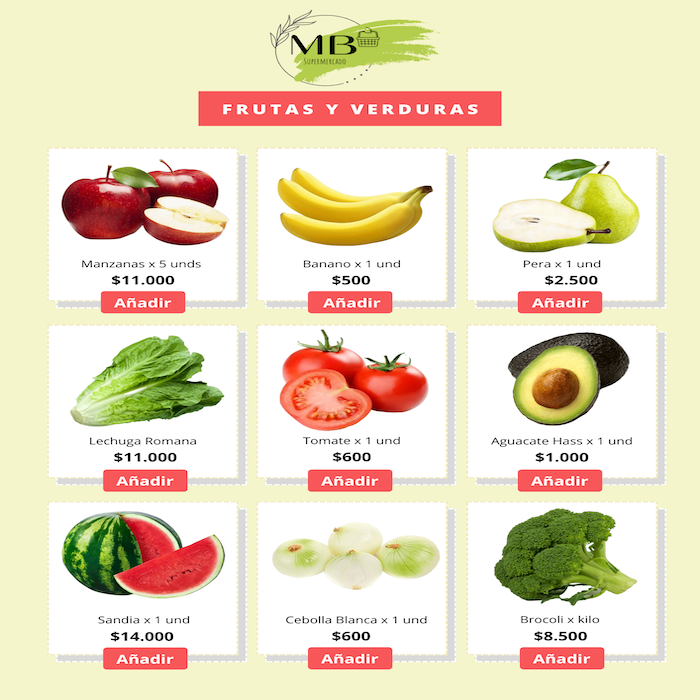 MB
SUPERMERCADO
FRUTAS Y VERDURAS
Manzanas x 5 unds
$11.000
Añadir
Banano x 1 und
$500
Añadir
Pera x 1 und
$2.500
Añadir
Lechuga Romana
$11.000
Añadir
Tomate x 1 und
$600
Añadir
Aguacate Hass x 1 und
$1.000
Añadir
Sandia x 1 und
$14.000
Añadir
Cebolla Blanca x 1 und
$600
Añadir
Brocoli x kilo
$8.500
Añadir